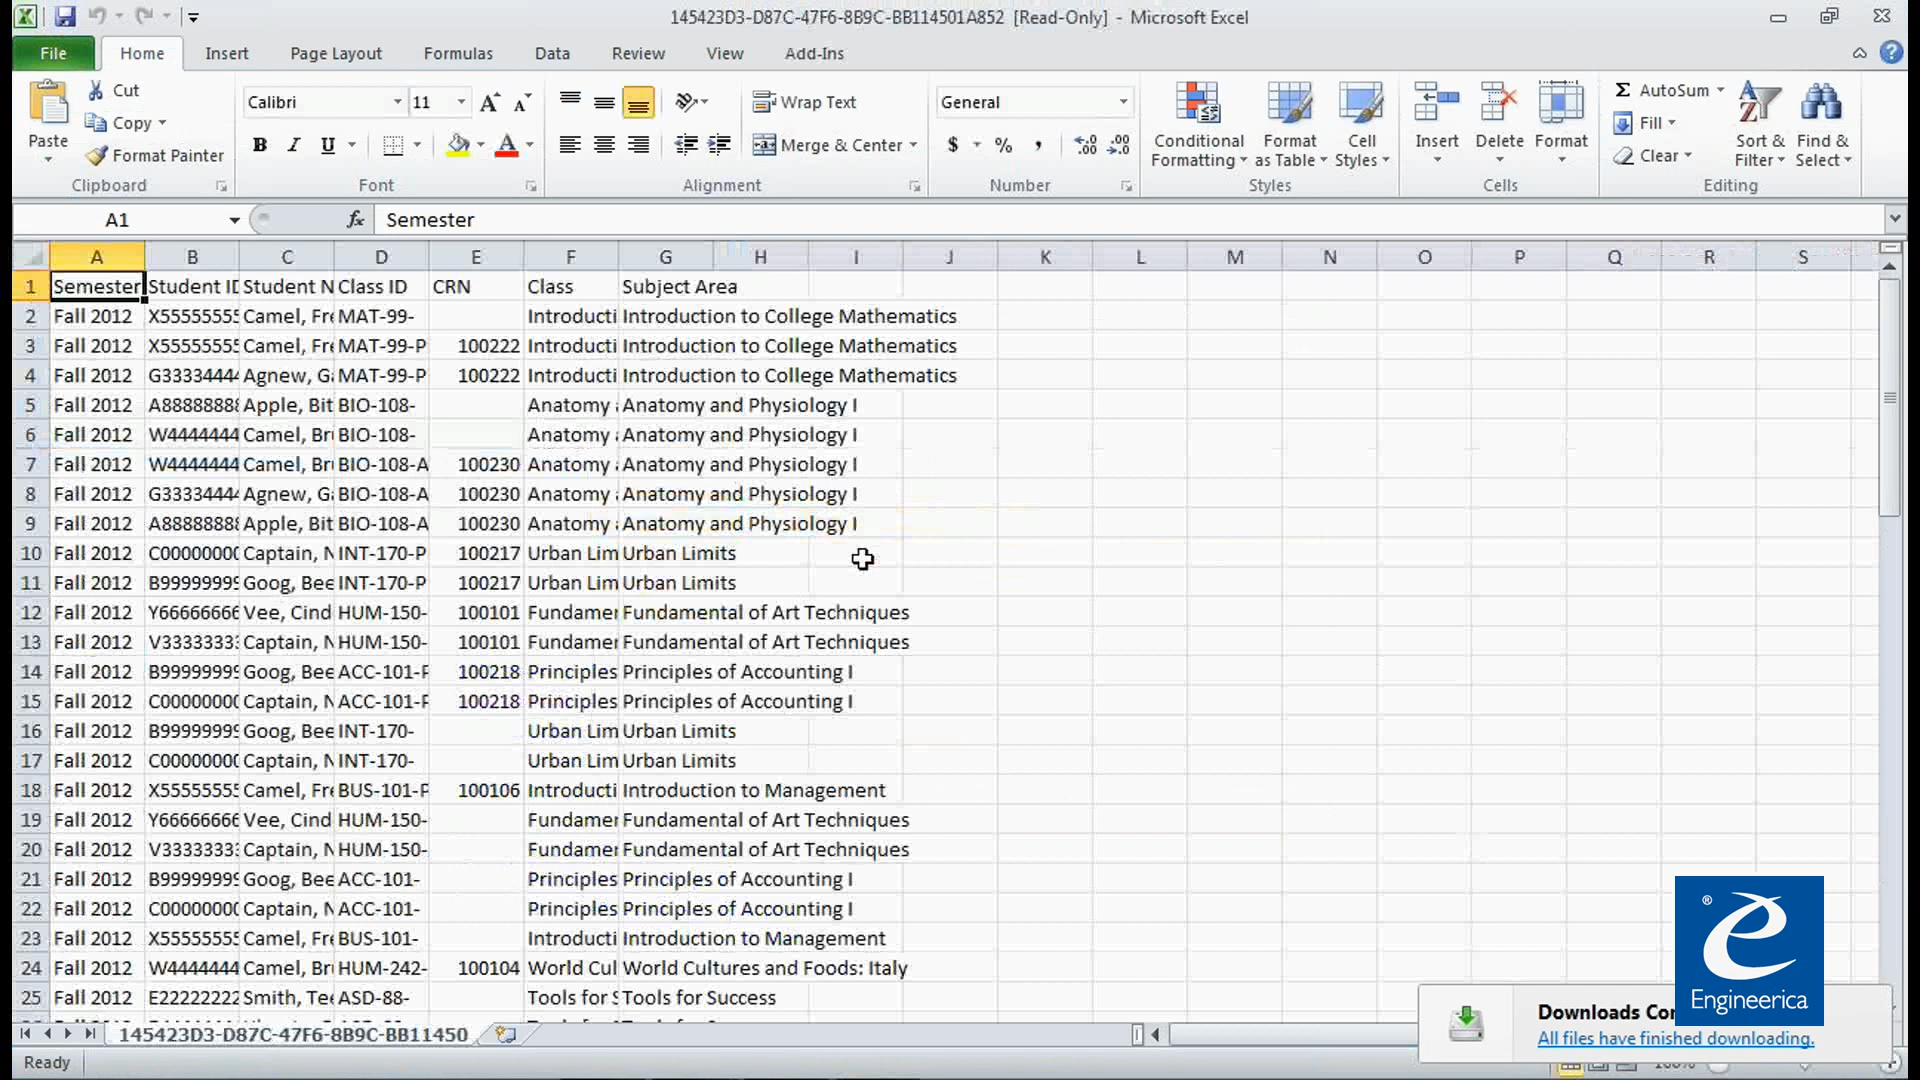 145423D3-D87C-47F6-8B9C-BB114501A852 [Read-Only] - Microsoft Excel
File Home Insert Page Layout Formulas Data Review View Add-Ins
Paste Cut Copy Format Painter Clipboard
Calibri 11 B I U A Font
Wrap Text Merge & Center Alignment
General $ % , Number
Conditional Formatting Format as Table Cell Styles Styles
Insert Delete Format Cells
Σ AutoSum Fill Clear Sort & Filter Find & Select Editing
A1 fx Semester
A B C D E F G H I J K L M N O P Q R S
1 Semester Student ID Student N Class ID CRN Class Subject Area
2 Fall 2012 X55555555 Camel, Fre MAT-99- Introducti Introduction to College Mathematics
3 Fall 2012 X55555555 Camel, Fre MAT-99-P 100222 Introducti Introduction to College Mathematics
4 Fall 2012 G33334444 Agnew, Ga MAT-99-P 100222 Introducti Introduction to College Mathematics
5 Fall 2012 A88888888 Apple, Bit BIO-108- Anatomy Anatomy and Physiology I
6 Fall 2012 W4444444 Camel, Bru BIO-108- Anatomy Anatomy and Physiology I
7 Fall 2012 W4444444 Camel, Bru BIO-108-A 100230 Anatomy Anatomy and Physiology I
8 Fall 2012 G33334444 Agnew, Ga BIO-108-A 100230 Anatomy Anatomy and Physiology I
9 Fall 2012 A88888888 Apple, Bit BIO-108-A 100230 Anatomy Anatomy and Physiology I
10 Fall 2012 C00000000 Captain, N INT-170-P 100217 Urban Lim Urban Limits
11 Fall 2012 B99999999 Goog, Bee INT-170-P 100217 Urban Lim Urban Limits
12 Fall 2012 Y66666666 Vee, Cind HUM-150- 100101 Fundamen Fundamental of Art Techniques
13 Fall 2012 V33333333 Captain, N HUM-150- 100101 Fundamen Fundamental of Art Techniques
14 Fall 2012 B99999999 Goog, Bee ACC-101-P 100218 Principles Principles of Accounting I
15 Fall 2012 C00000000 Captain, N ACC-101-P 100218 Principles Principles of Accounting I
16 Fall 2012 B99999999 Goog, Bee INT-170- Urban Lim Urban Limits
17 Fall 2012 C00000000 Captain, N INT-170- Urban Lim Urban Limits
18 Fall 2012 X55555555 Camel, Fre BUS-101-P 100106 Introducti Introduction to Management
19 Fall 2012 Y66666666 Vee, Cind HUM-150- Fundamen Fundamental of Art Techniques
20 Fall 2012 V33333333 Captain, N HUM-150- Fundamen Fundamental of Art Techniques
21 Fall 2012 B99999999 Goog, Bee ACC-101- Principles Principles of Accounting I
22 Fall 2012 C00000000 Captain, N ACC-101- Principles Principles of Accounting I
23 Fall 2012 X55555555 Camel, Fre BUS-101- Introducti Introduction to Management
24 Fall 2012 W4444444 Camel, Bru HUM-242- 100104 World Cul World Cultures and Foods: Italy
25 Fall 2012 E22222222 Smith, Tee ASD-88- Tools for S Tools for Success
® e Engineerica
Downloads Com
All files have finished downloading.
145423D3-D87C-47F6-8B9C-BB11450
Ready